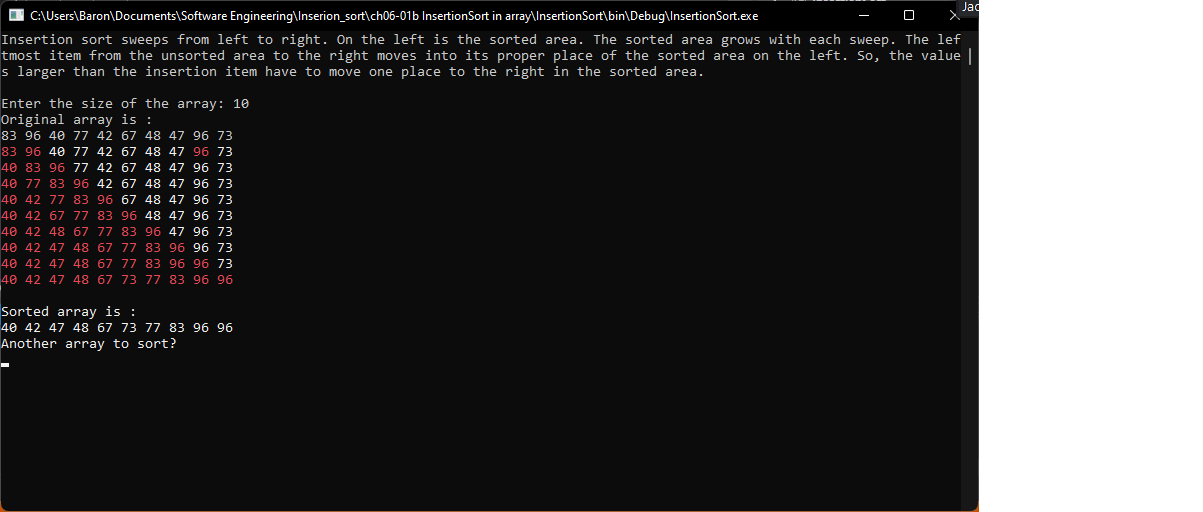 Jac
C:\Users\Baron\Documents\Software Engineering\Inserion_sort\ch06-01b InsertionSort in array\InsertionSort\bin\Debug\InsertionSort.exe
Insertion sort sweeps from left to right. On the left is the sorted area. The sorted area grows with each sweep. The lef
tmost item from the unsorted area to the right moves into its proper place of the sorted area on the left. So, the value
s larger than the insertion item have to move one place to the right in the sorted area.
Enter the size of the array: 10
Original array is :
83 96 40 77 42 67 48 47 96 73
83 96 40 77 42 67 48 47 96 73
40 83 96 77 42 67 48 47 96 73
40 77 83 96 42 67 48 47 96 73
40 42 77 83 96 67 48 47 96 73
40 42 67 77 83 96 48 47 96 73
40 42 48 67 77 83 96 47 96 73
40 42 47 48 67 77 83 96 96 73
40 42 47 48 67 77 83 96 96 73
40 42 47 48 67 73 77 83 96 96
Sorted array is :
40 42 47 48 67 73 77 83 96 96
Another array to sort?